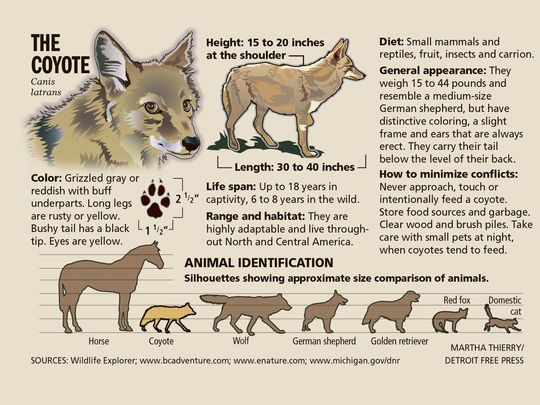 THE
COYOTE
Canis
latrans
Height: 15 to 20 inches
at the shoulder
Length: 30 to 40 inches
Color: Grizzled gray or
reddish with buff
underparts. Long legs
are rusty or yellow.
Bushy tail has a black
tip. Eyes are yellow.
2 1/2"
1 1/2"
Life span: Up to 18 years in
captivity, 6 to 8 years in the wild.
Range and habitat: They are
highly adaptable and live through-
out North and Central America.
Diet: Small mammals and
reptiles, fruit, insects and carrion.
General appearance: They
weigh 15 to 44 pounds and
resemble a medium-size
German shepherd, but have
distinctive coloring, a slight
frame and ears that are always
erect. They carry their tail
below the level of their back.
How to minimize conflicts:
Never approach, touch or
intentionally feed a coyote.
Store food sources and garbage.
Clear wood and brush piles. Take
care with small pets at night,
when coyotes tend to feed.
ANIMAL IDENTIFICATION
Silhouettes showing approximate size comparison of animals.
Horse
Coyote
Wolf
German shepherd
Golden retriever
Red fox
Domestic
cat
SOURCES: Wildlife Explorer; www.bcadventure.com; www.enature.com; www.michigan.gov/dnr
MARTHA THIERRY/
DETROIT FREE PRESS